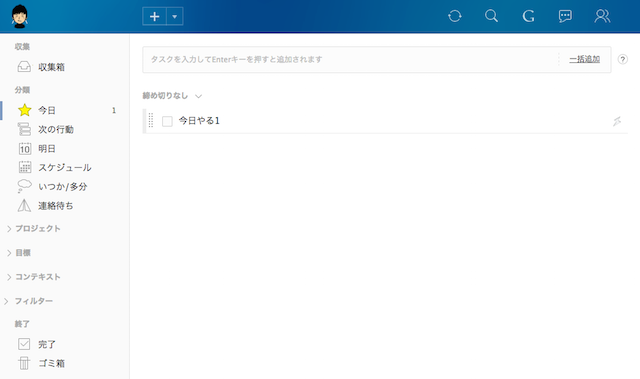 G
収集
収集箱
分類
今日 1
次の行動
10 明日
スケジュール
いつか/多分
連絡待ち
プロジェクト
目標
コンテキスト
フィルター
終了
完了
ゴミ箱
タスクを入力してEnterキーを押すと追加されます 一括追加 ?
締め切りなし
今日やる1